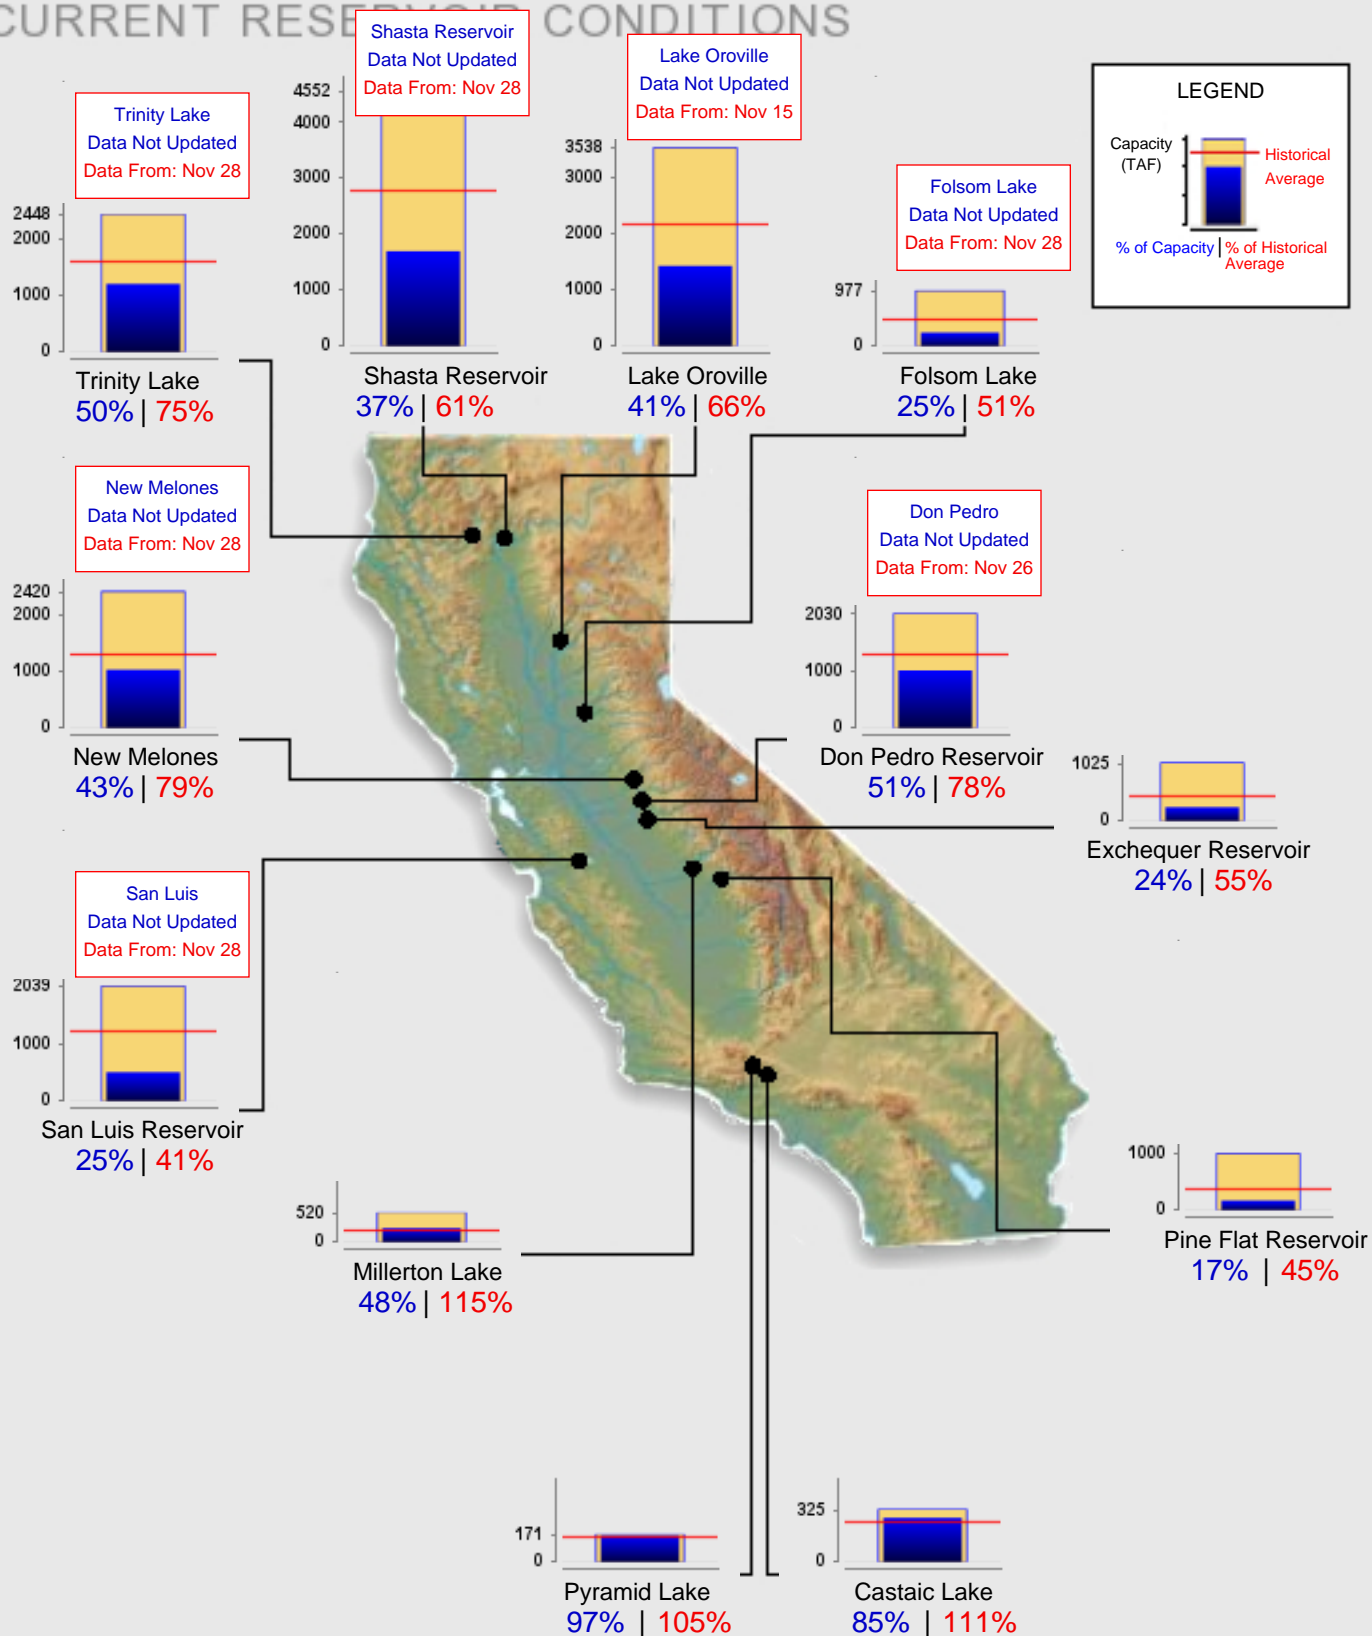 CURRENT RESERVOIR CONDITIONS
Shasta Reservoir
Data Not Updated
Data From: Nov 28
4552
4000
3000
2000
1000
0
Shasta Reservoir
37% | 61%
Lake Oroville
Data Not Updated
Data From: Nov 15
3538
3000
2000
1000
0
Lake Oroville
41% | 66%
LEGEND
Capacity
(TAF)
Historical
Average
% of Capacity | % of Historical
Average
Trinity Lake
Data Not Updated
Data From: Nov 28
2448
2000
1000
0
Trinity Lake
50% | 75%
Folsom Lake
Data Not Updated
Data From: Nov 28
977
0
Folsom Lake
25% | 51%
New Melones
Data Not Updated
Data From: Nov 28
2420
2000
1000
0
New Melones
43% | 79%
Don Pedro
Data Not Updated
Data From: Nov 26
2030
1000
0
Don Pedro Reservoir
51% | 78%
1025
0
Exchequer Reservoir
24% | 55%
San Luis
Data Not Updated
Data From: Nov 28
2039
1000
0
San Luis Reservoir
25% | 41%
520
0
Millerton Lake
48% | 115%
1000
0
Pine Flat Reservoir
17% | 45%
171
0
Pyramid Lake
97% | 105%
325
0
Castaic Lake
85% | 111%